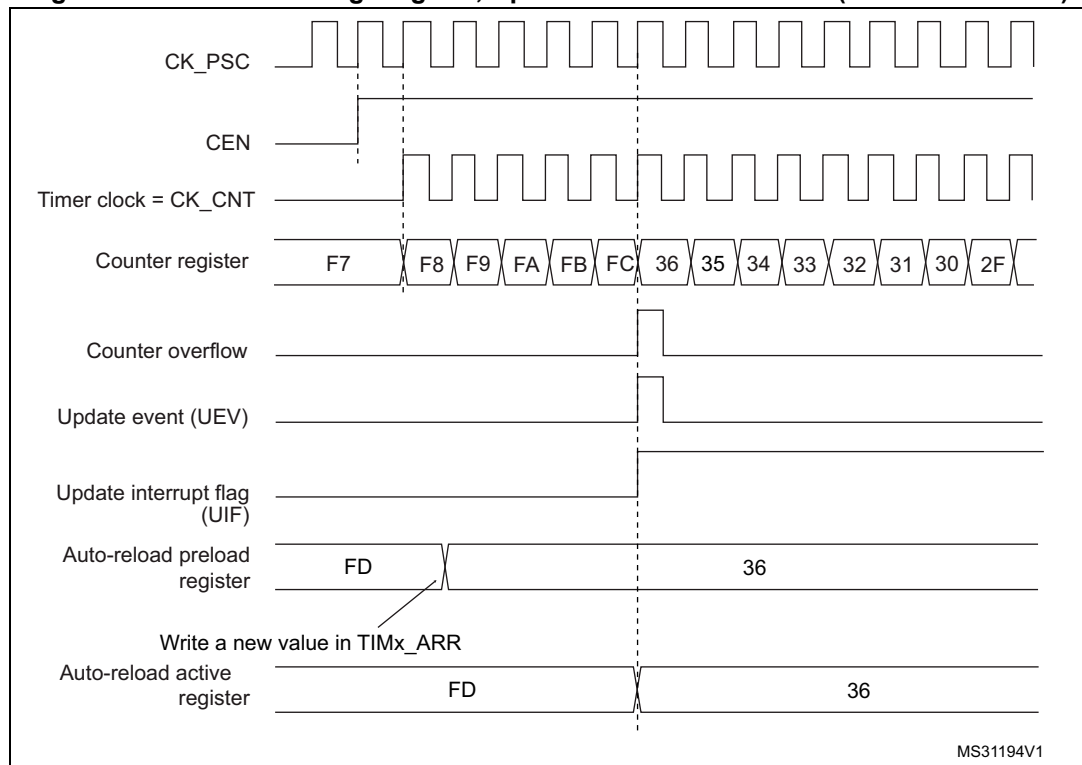 CK_PSC
CEN
Timer clock = CK_CNT
Counter register F7 F8 F9 FA FB FC 36 35 34 33 32 31 30 2F
Counter overflow
Update event (UEV)
Update interrupt flag
(UIF)
Auto-reload preload
register
FD 36
Write a new value in TIMx_ARR
Auto-reload active
register
FD 36
MS31194V1